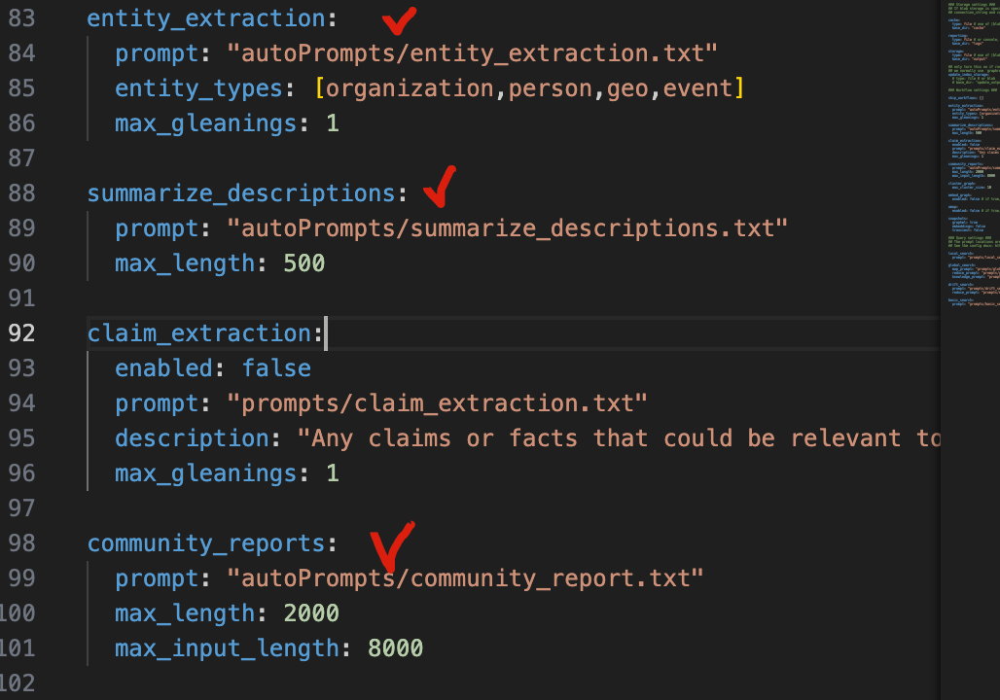 83 entity_extraction:
84 prompt: "autoPrompts/entity_extraction.txt"
85 entity_types: [organization,person,geo,event]
86 max_gleanings: 1
87
88 summarize_descriptions:
89 prompt: "autoPrompts/summarize_descriptions.txt"
90 max_length: 500
91
92 claim_extraction:
93 enabled: false
94 prompt: "prompts/claim_extraction.txt"
95 description: "Any claims or facts that could be relevant to
96 max_gleanings: 1
97
98 community_reports:
99 prompt: "autoPrompts/community_report.txt"
100 max_length: 2000
101 max_input_length: 8000
102